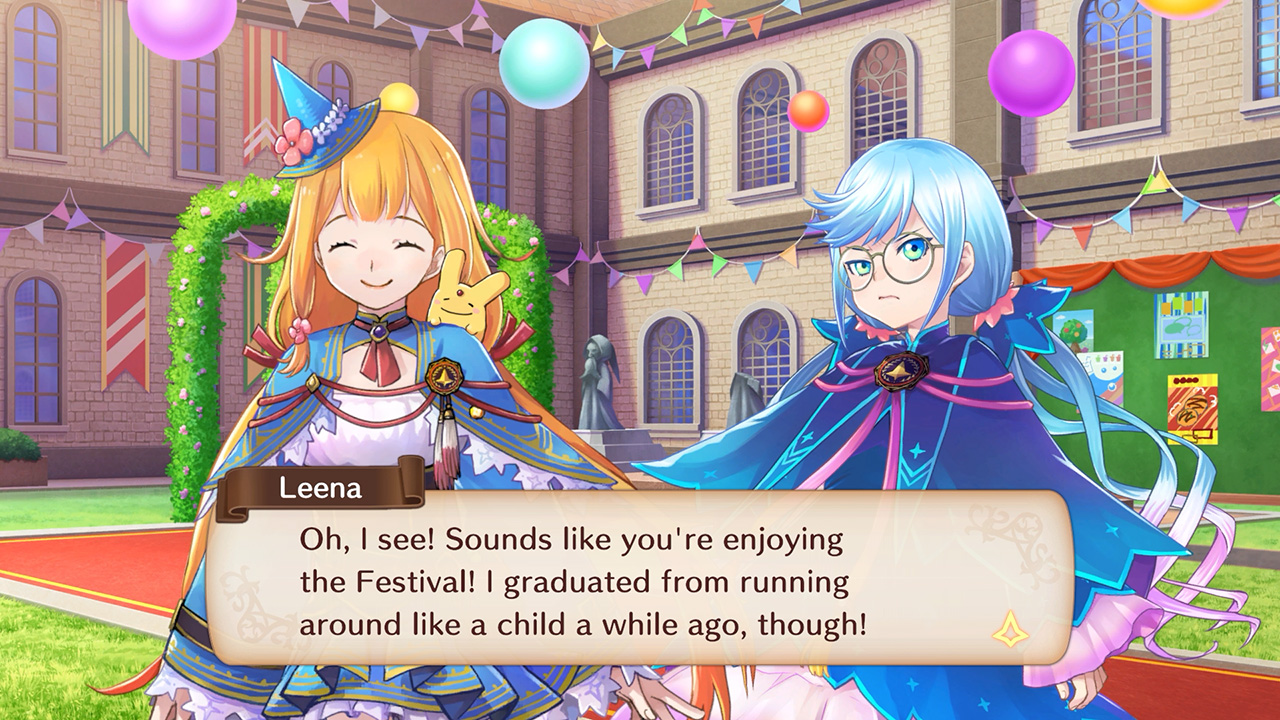 Leena
Oh, I see! Sounds like you're enjoying
the Festival! I graduated from running
around like a child a while ago, though!